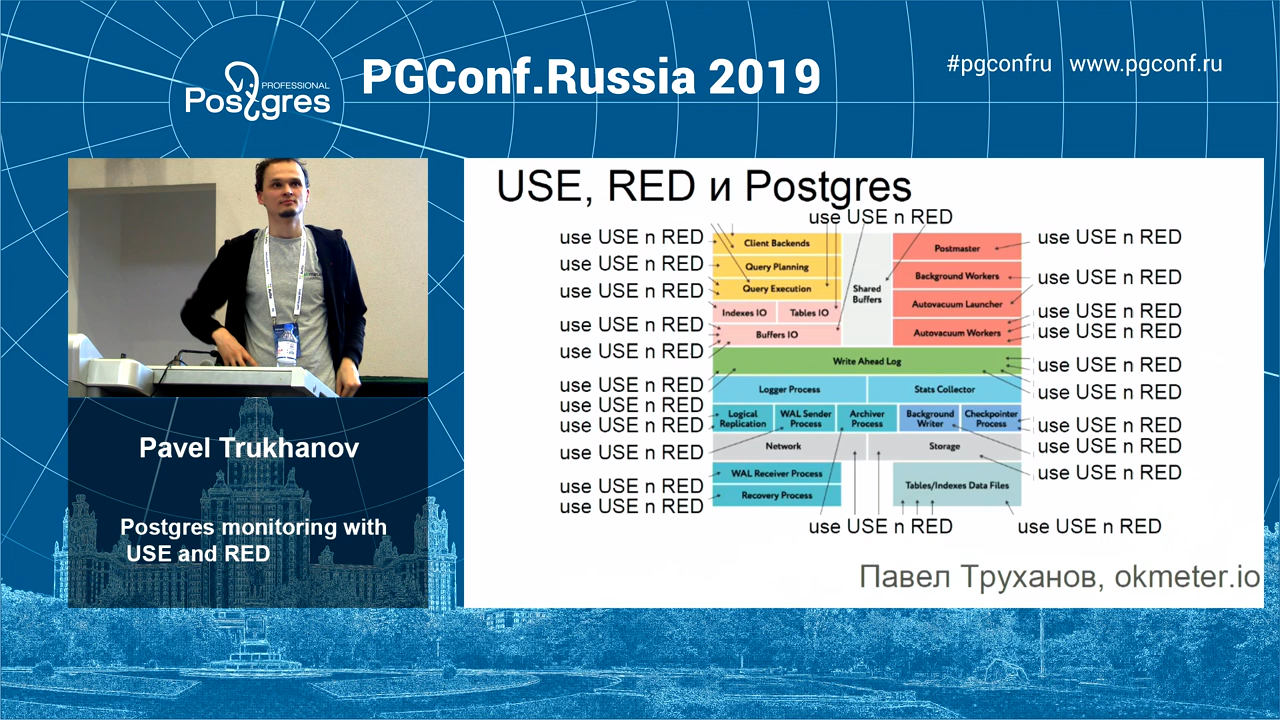 PROFESSIONAL
Postgres
PGConf.Russia 2019
#pgconfru www.pgconf.ru
Pavel Trukhanov
Postgres monitoring with
USE and RED
USE, RED и Postgres
use USE n RED
use USE n RED
use USE n RED
use USE n RED
use USE n RED
use USE n RED
use USE n RED
use USE n RED
use USE n RED
use USE n RED
use USE n RED
use USE n RED
Client Backends
Query Planning
Query Execution
Indexes IO
Tables IO
Buffers IO
Shared
Buffers
Postmaster
Background Workers
Autovacuum Launcher
Autovacuum Workers
Write Ahead Log
Logger Process
Stats Collector
Logical
Replication
WAL Sender
Process
Archiver
Process
Background
Writer
Checkpointer
Process
Network
Storage
WAL Receiver Process
Recovery Process
Tables/Indexes Data Files
use USE n RED
use USE n RED
use USE n RED
use USE n RED
use USE n RED
use USE n RED
use USE n RED
use USE n RED
use USE n RED
use USE n RED
use USE n RED
Павел Труханов, okmeter.io